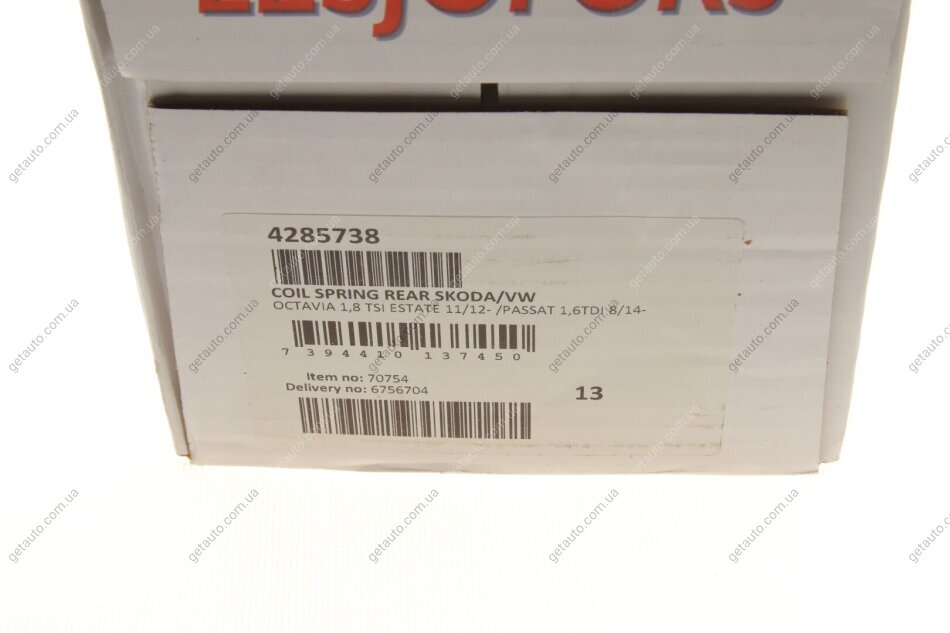 LESJÖFORS
4285738
COIL SPRING REAR SKODA/VW
OCTAVIA 1,8 TSI ESTATE 11/12- /PASSAT 1,6TDI 8/14-
7 394410 137450
Item no: 70754
Delivery no: 6756704
13
getauto.com.ua